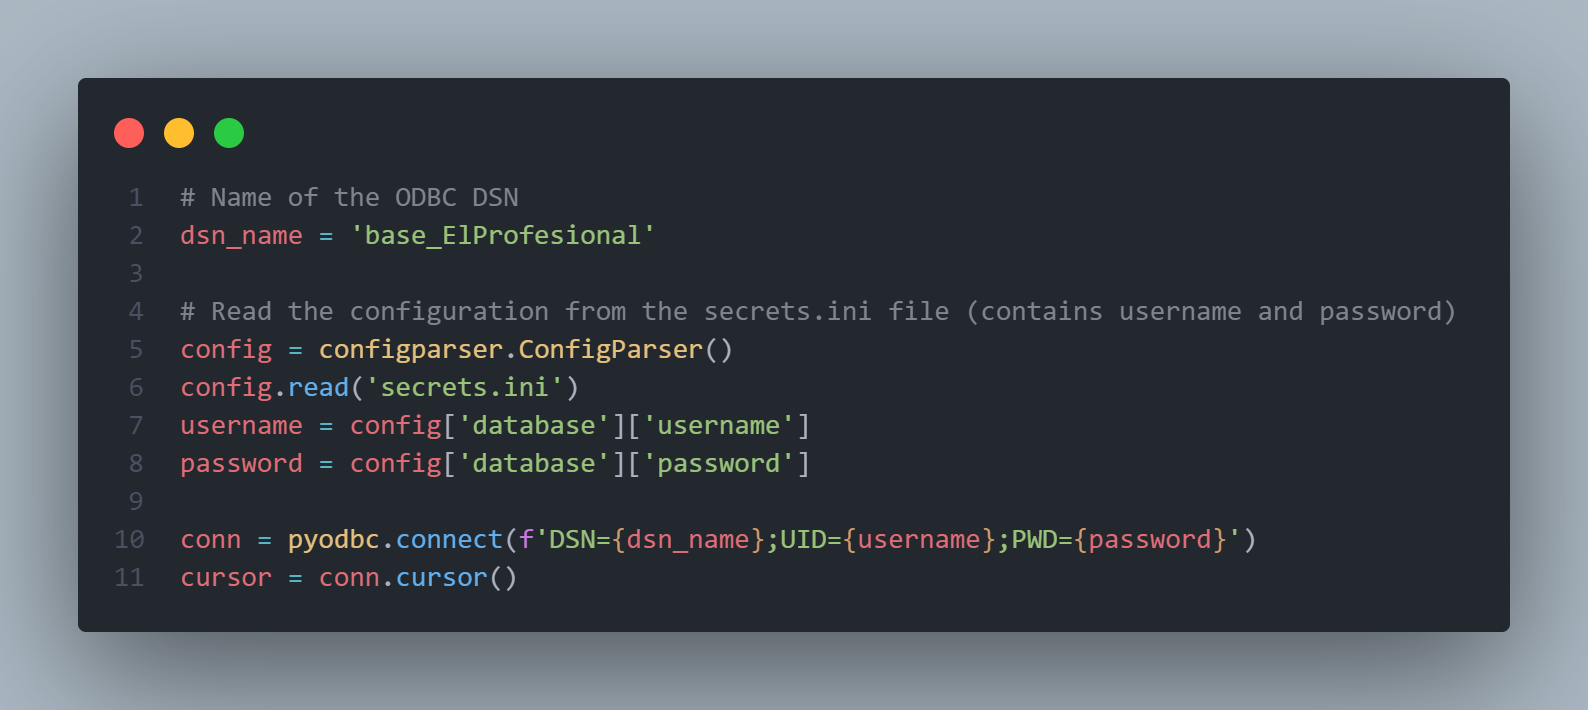 1 # Name of the ODBC DSN
2 dsn_name = 'base_ElProfesional'
3
4 # Read the configuration from the secrets.ini file (contains username and password)
5 config = configparser.ConfigParser()
6 config.read('secrets.ini')
7 username = config['database']['username']
8 password = config['database']['password']
9
10 conn = pyodbc.connect(f'DSN={dsn_name};UID={username};PWD={password}')
11 cursor = conn.cursor()